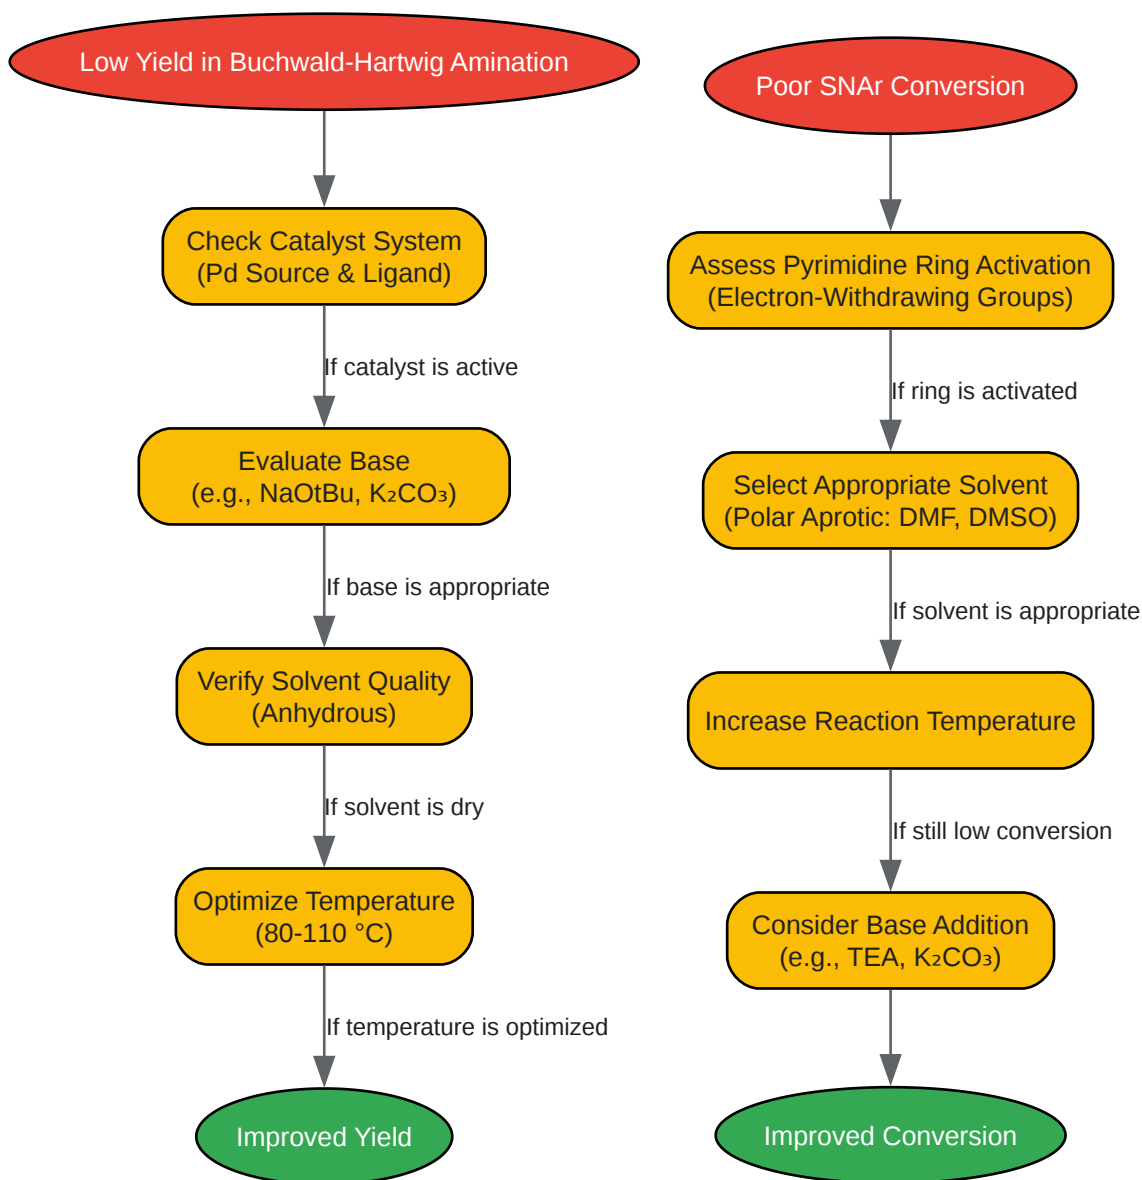 Low Yield in Buchwald-Hartwig Amination
Check Catalyst System
(Pd Source & Ligand)
If catalyst is active
Evaluate Base
(e.g., NaOtBu, K₂CO₃)
If base is appropriate
Verify Solvent Quality
(Anhydrous)
If solvent is dry
Optimize Temperature
(80-110 °C)
If temperature is optimized
Improved Yield
Poor SNAr Conversion
Assess Pyrimidine Ring Activation
(Electron-Withdrawing Groups)
If ring is activated
Select Appropriate Solvent
(Polar Aprotic: DMF, DMSO)
If solvent is appropriate
Increase Reaction Temperature
If still low conversion
Consider Base Addition
(e.g., TEA, K₂CO₃)
Improved Conversion